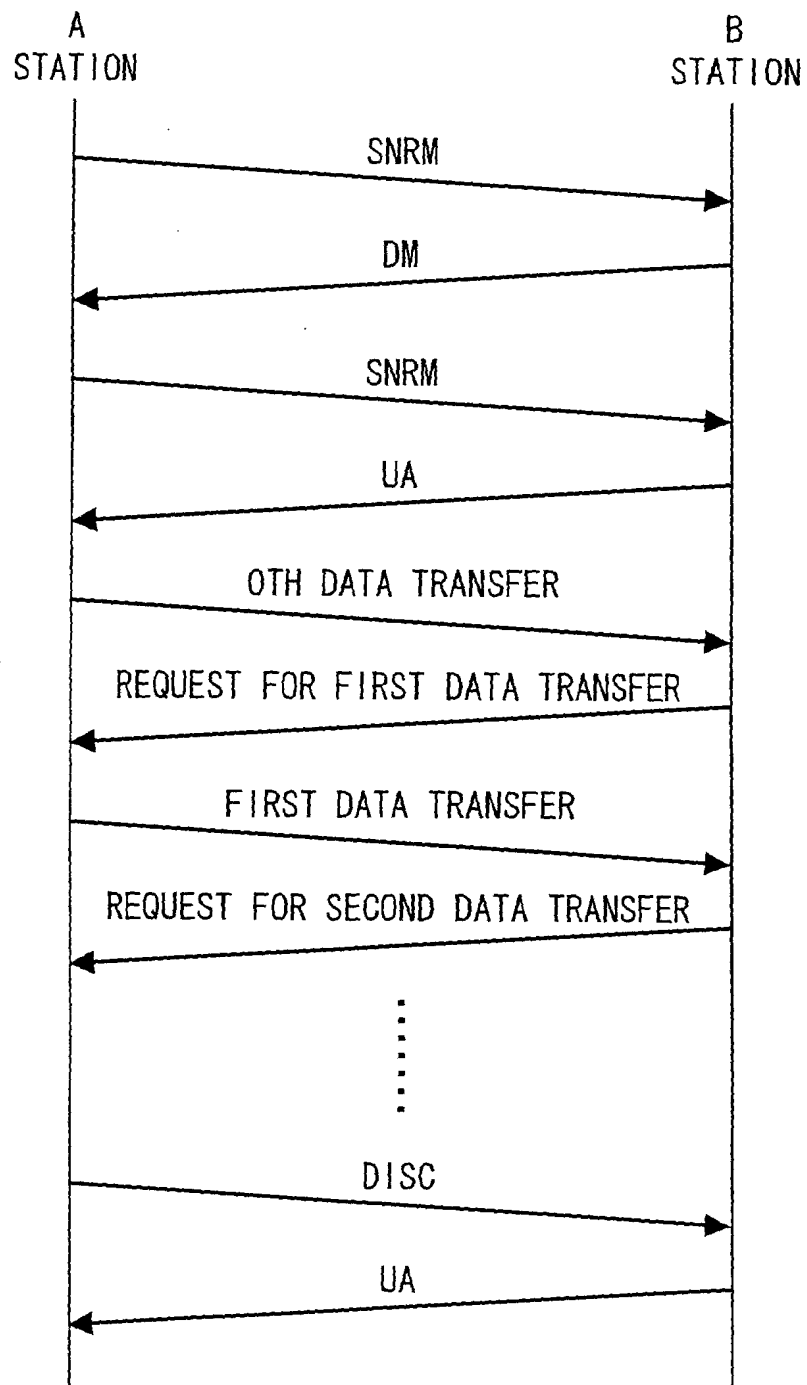 A
STATION
B
STATION
SNRM
DM
SNRM
UA
0TH DATA TRANSFER
REQUEST FOR FIRST DATA TRANSFER
FIRST DATA TRANSFER
REQUEST FOR SECOND DATA TRANSFER
DISC
UA